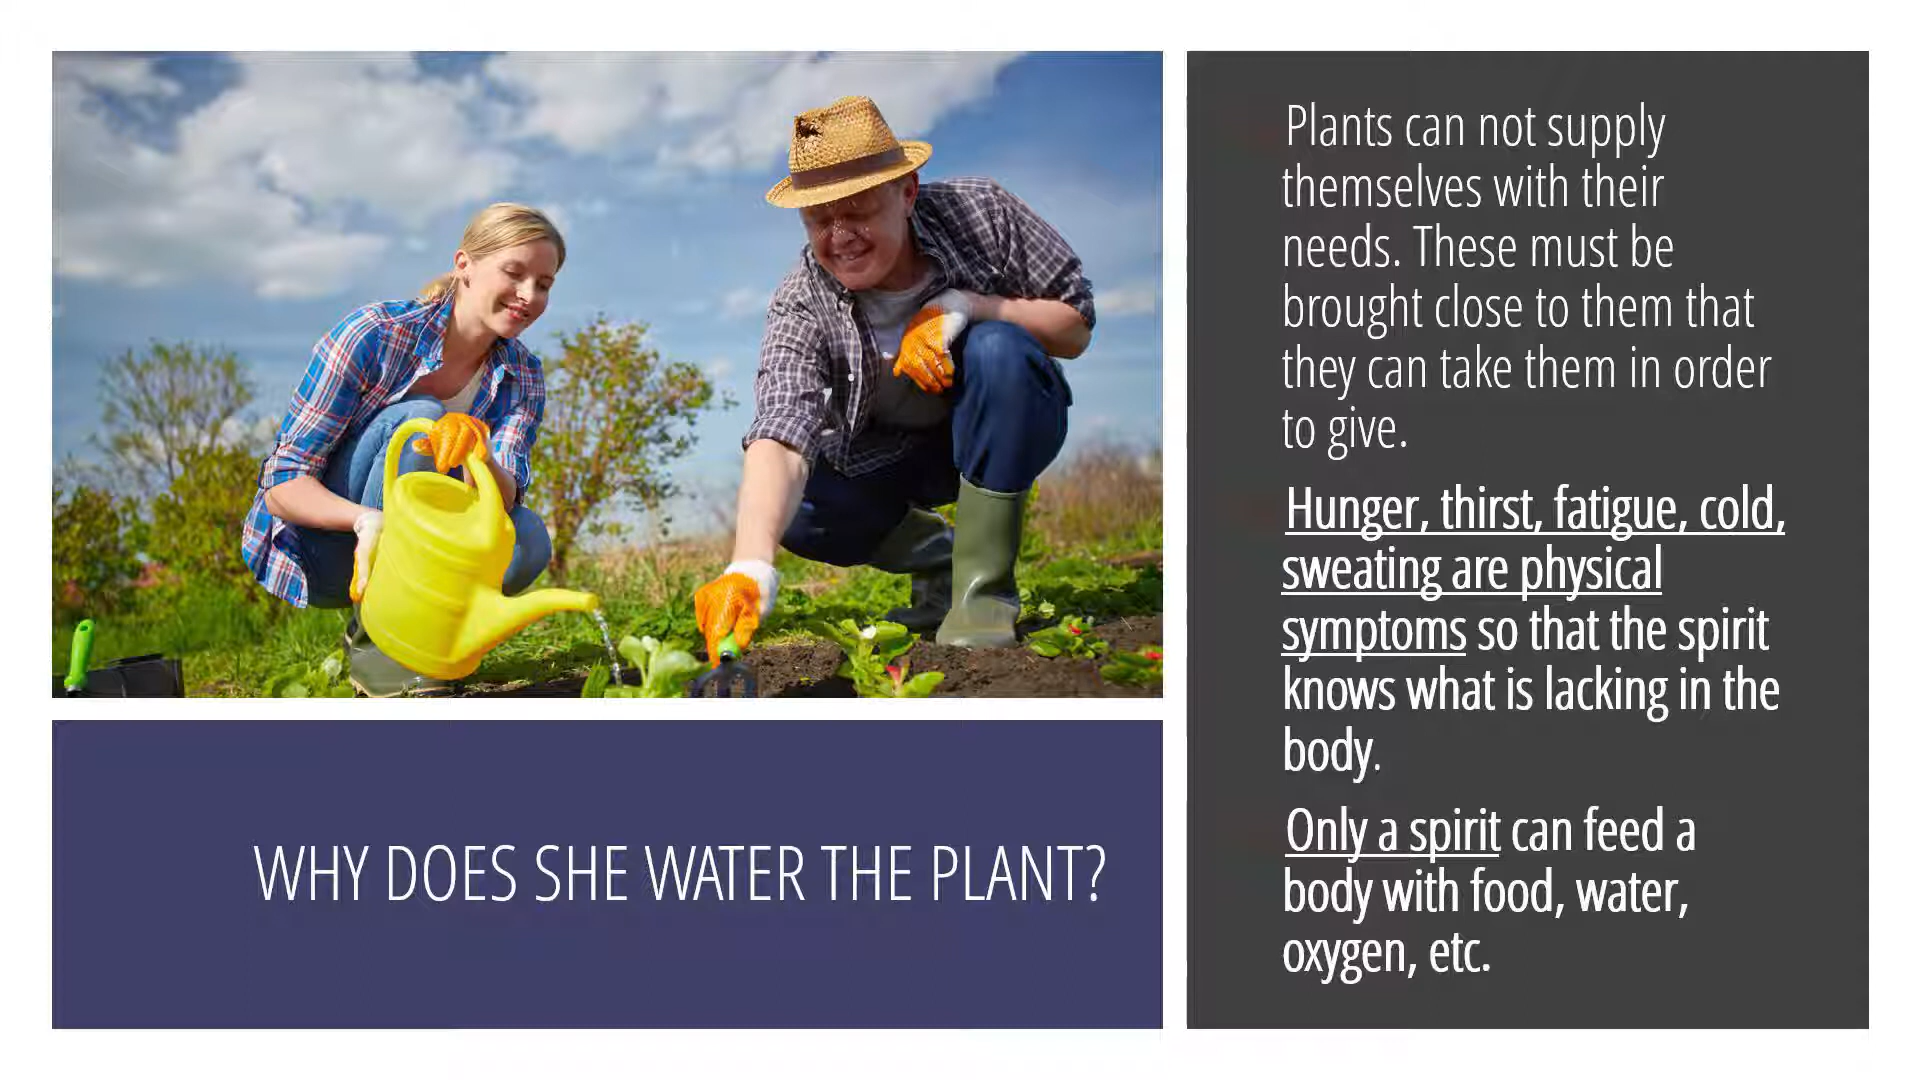 WHY DOES SHE WATER THE PLANT?
Plants can not supply
themselves with their
needs. These must be
brought close to them that
they can take them in order
to give.
Hunger, thirst, fatigue, cold,
sweating are physical
symptoms so that the spirit
knows what is lacking in the
body.
Only a spirit can feed a
body with food, water,
oxygen, etc.